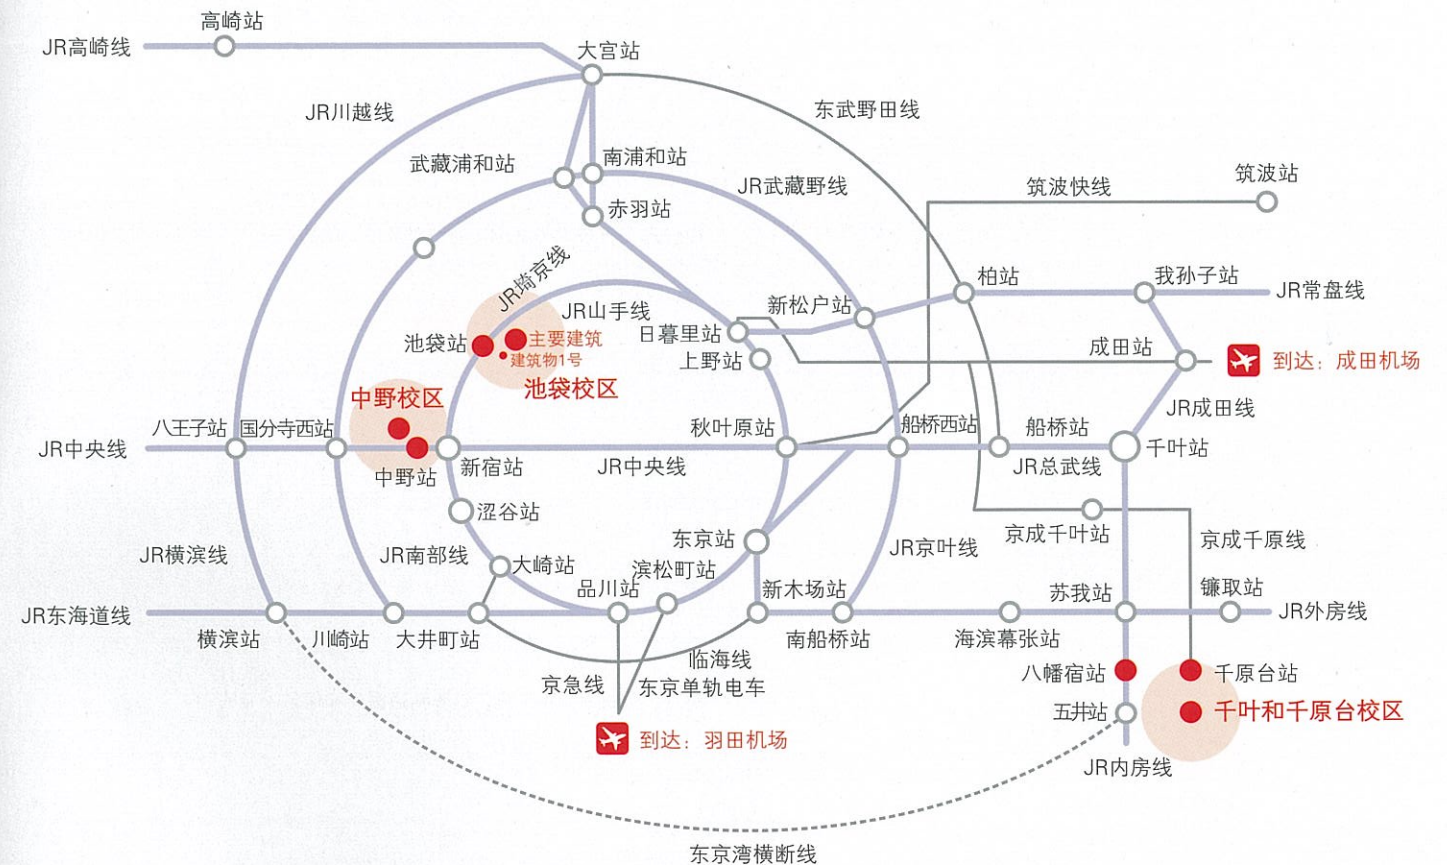 高崎站
JR高崎线
大宫站
JR川越线
东武野田线
武藏浦和站
南浦和站
JR武藏野线
筑波快线
筑波站
赤羽站
JR埼京线
柏站
我孙子站
JR常盘线
JR山手线
新松户站
日暮里站
池袋站
主要建筑
建筑物1号
上野站
成田站
到达：成田机场
池袋校区
中野校区
JR成田线
八王子站
国分寺西站
秋叶原站
船桥西站
船桥站
JR中央线
中野站
新宿站
JR中央线
JR总武线
千叶站
涩谷站
东京站
京成千叶站
京成千原线
JR横滨线
JR南部线
大崎站
滨松町站
JR京叶线
品川站
新木场站
苏我站
镰取站
JR东海道线
JR外房线
横滨站
川崎站
大井町站
南船桥站
海滨幕张站
临海线
京急线
东京单轨电车
八幡宿站
千原台站
五井站
千叶和千原台校区
到达：羽田机场
JR内房线
东京湾横断线